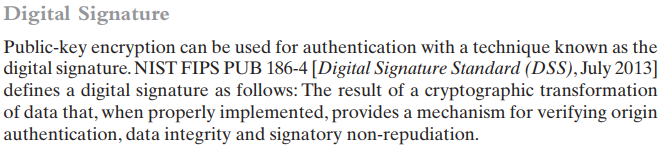 Digital Signature
Public-key encryption can be used for authentication with a technique known as the
digital signature. NIST FIPS PUB 186-4 [Digital Signature Standard (DSS), July 2013]
defines a digital signature as follows: The result of a cryptographic transformation
of data that, when properly implemented, provides a mechanism for verifying origin
authentication, data integrity and signatory non-repudiation.